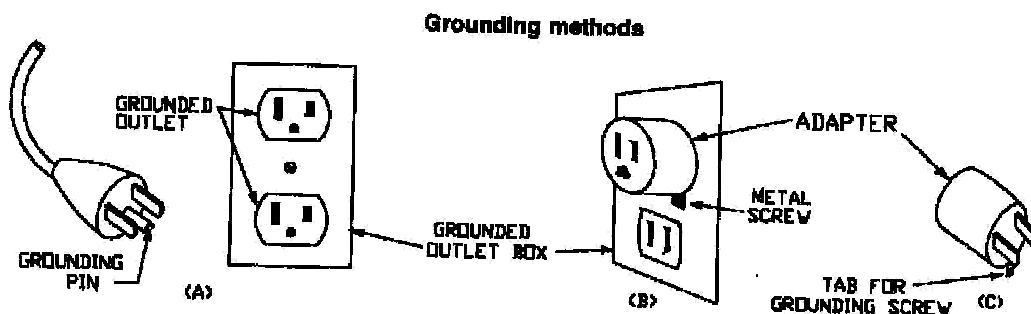 Grounding methods
GROUNDED
OUTLET
GROUNDING
PIN
(A)
GROUNDED
OUTLET BOX
ADAPTER
METAL
SCREW
(B)
TAB FOR
GROUNDING SCREW
(C)